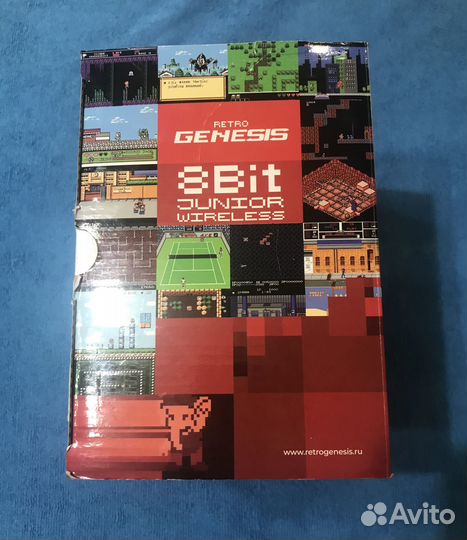 RETRO
GENESIS
8Bit
JUNIOR
WIRELESS
www.retrogenesis.ru
Avito